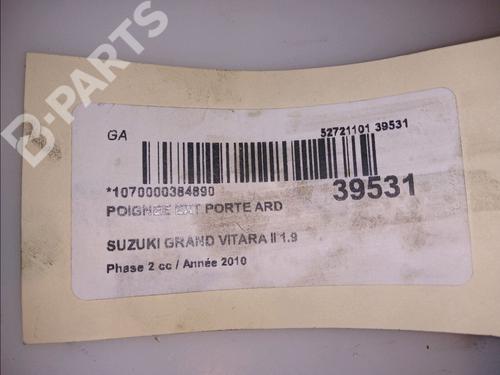 B-PARTS
GA
52721101 39531
*1070000384890
39531
POIGNEE EXT PORTE ARD
SUZUKI GRAND VITARA II 1.9
Phase 2 cc / Année 2010